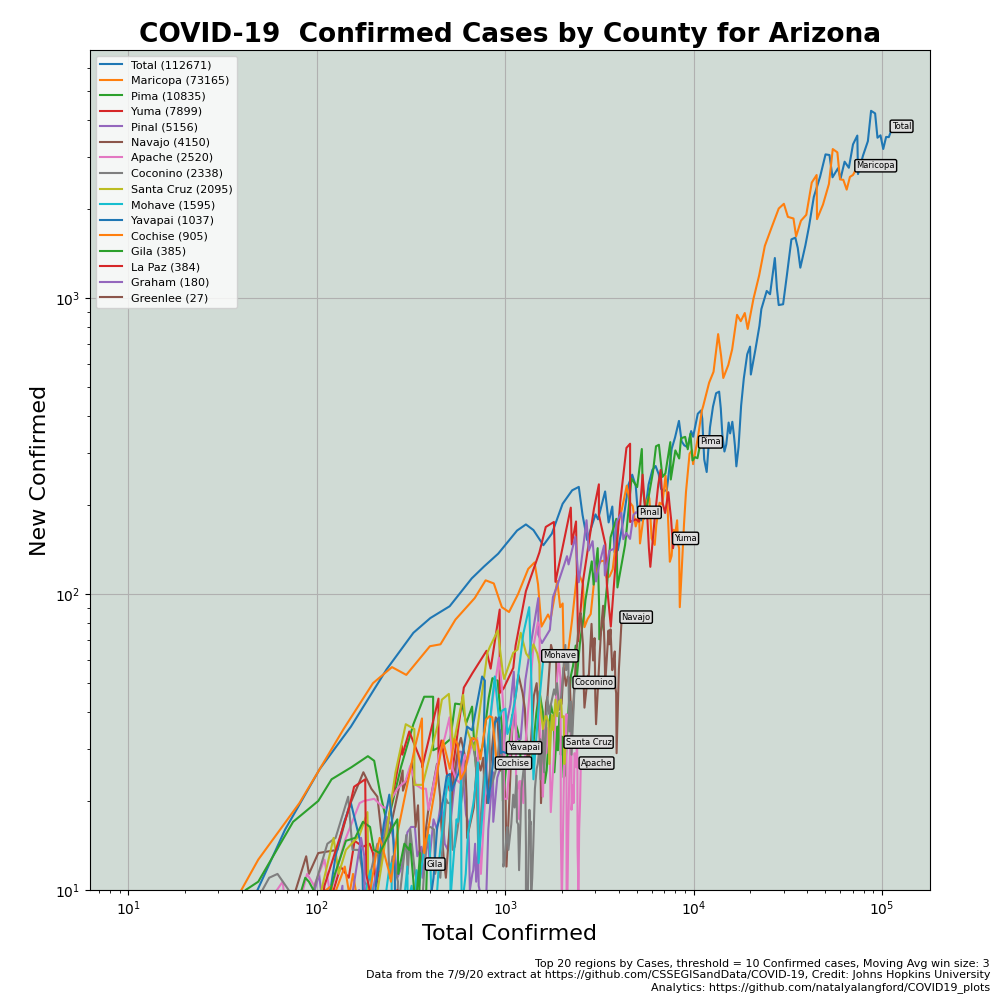 COVID-19  Confirmed Cases by County for Arizona
Total (112671)
Maricopa (73165)
Pima (10835)
Yuma (7899)
Pinal (5156)
Navajo (4150)
Apache (2520)
Coconino (2338)
Santa Cruz (2095)
Mohave (1595)
Yavapai (1037)
Cochise (905)
Gila (385)
La Paz (384)
Graham (180)
Greenlee (27)
New Confirmed
10³
10²
10¹
Total
Maricopa
Pima
Pinal
Yuma
Navajo
Mohave
Coconino
Santa Cruz
Yavapai
Cochise
Apache
Gila
10¹ 10² 10³ 10⁴ 10⁵
Total Confirmed
Top 20 regions by Cases, threshold = 10 Confirmed cases, Moving Avg win size: 3
Data from the 7/9/20 extract at https://github.com/CSSEGISandData/COVID-19, Credit: Johns Hopkins University
Analytics: https://github.com/natalyalangford/COVID19_plots